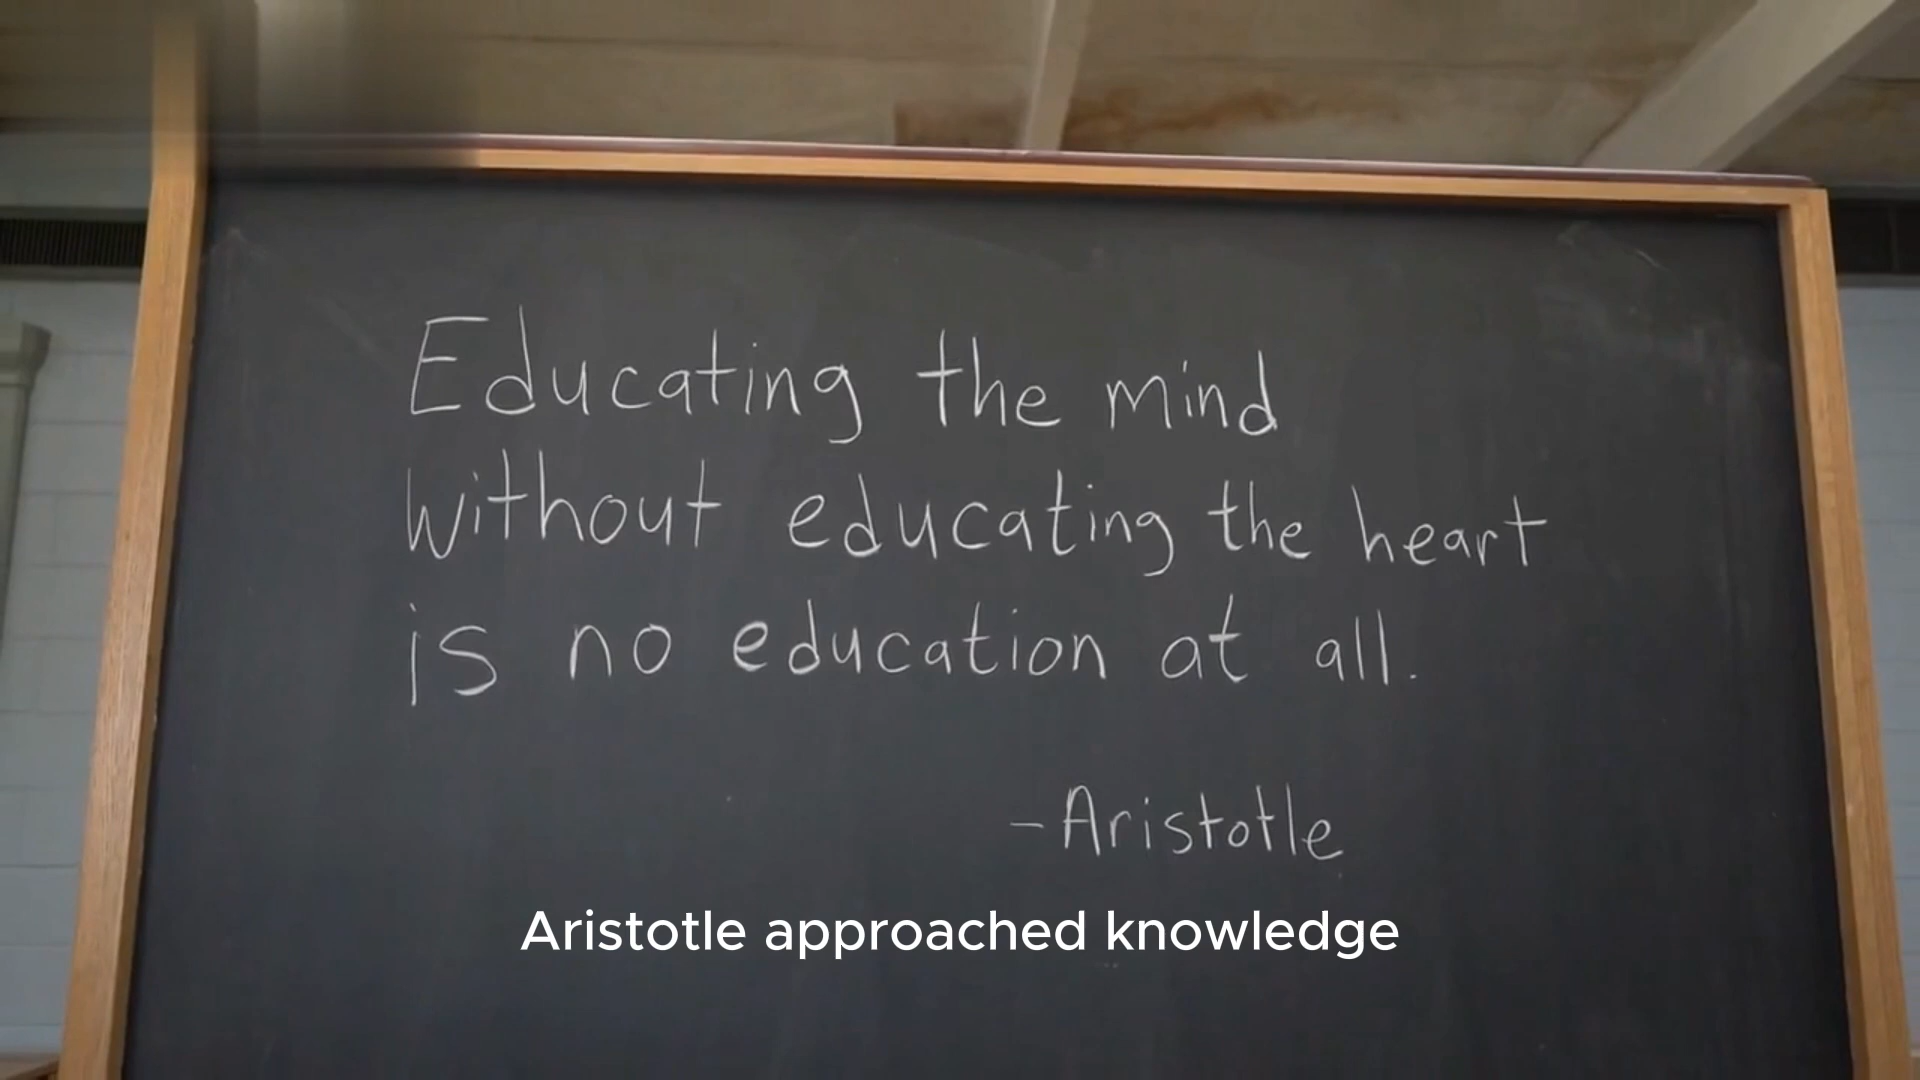 Educating the mind
without educating the heart
is no education at all.
-Aristotle
Aristotle approached knowledge